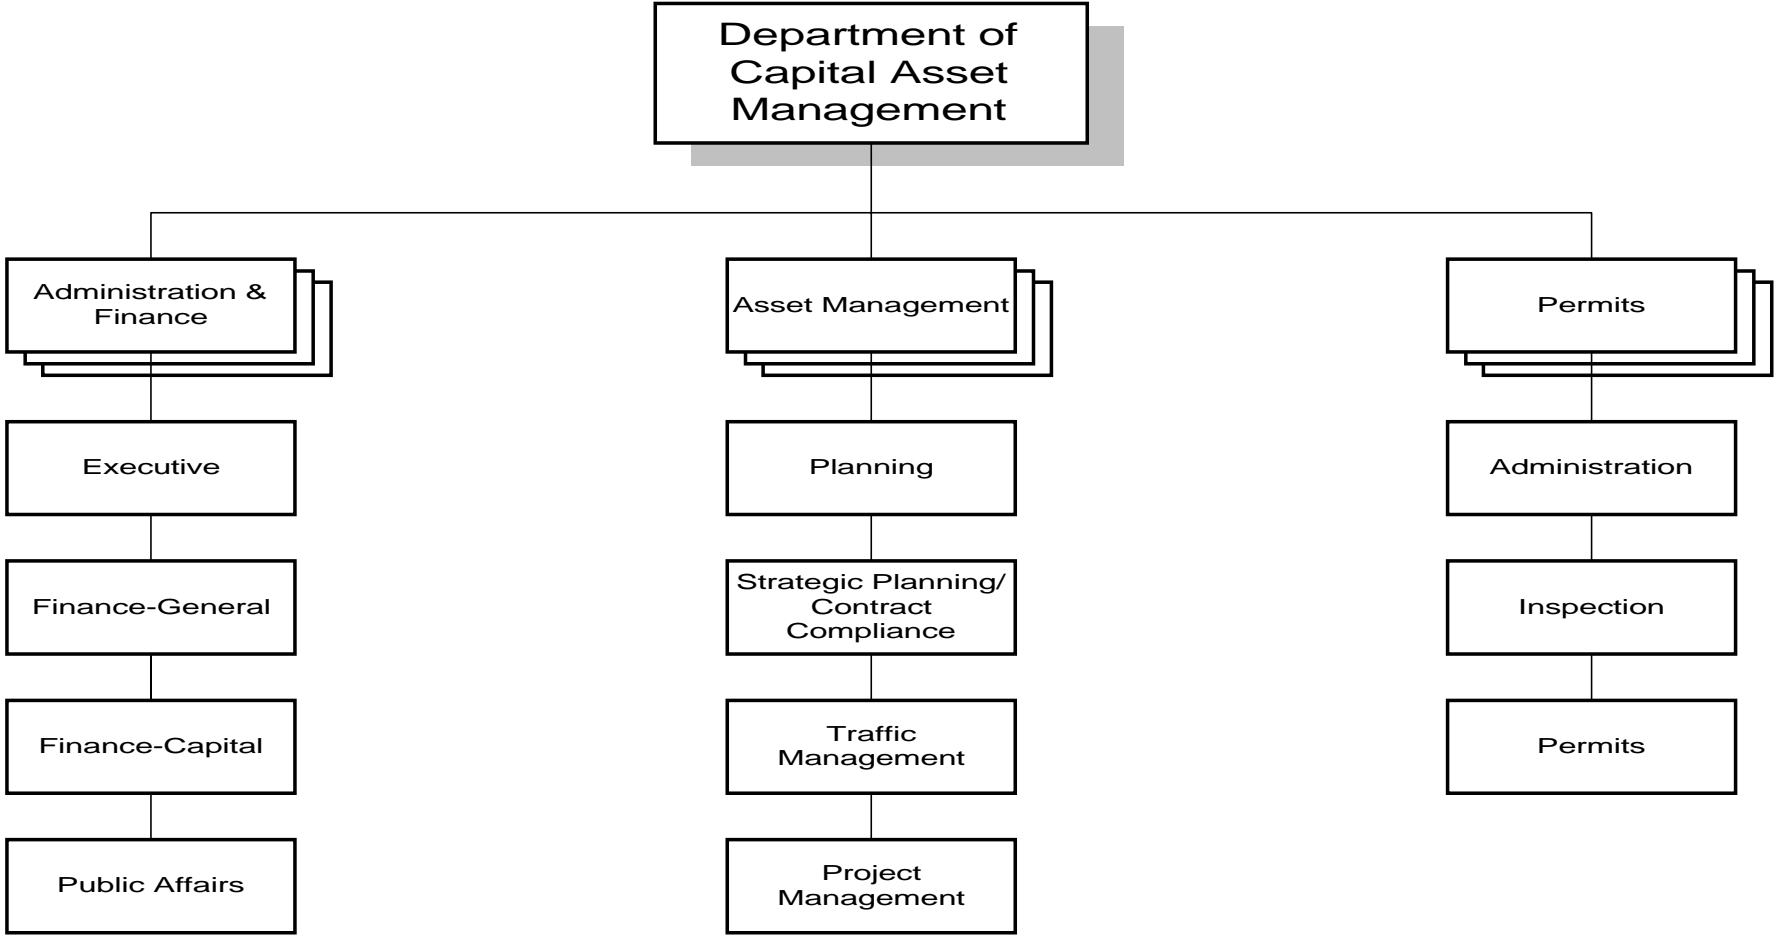 Department of
Capital Asset
Management
Administration &
Finance
Asset Management
Permits
Executive
Planning
Administration
Finance-General
Strategic Planning/
Contract
Compliance
Inspection
Finance-Capital
Traffic
Management
Permits
Public Affairs
Project
Management